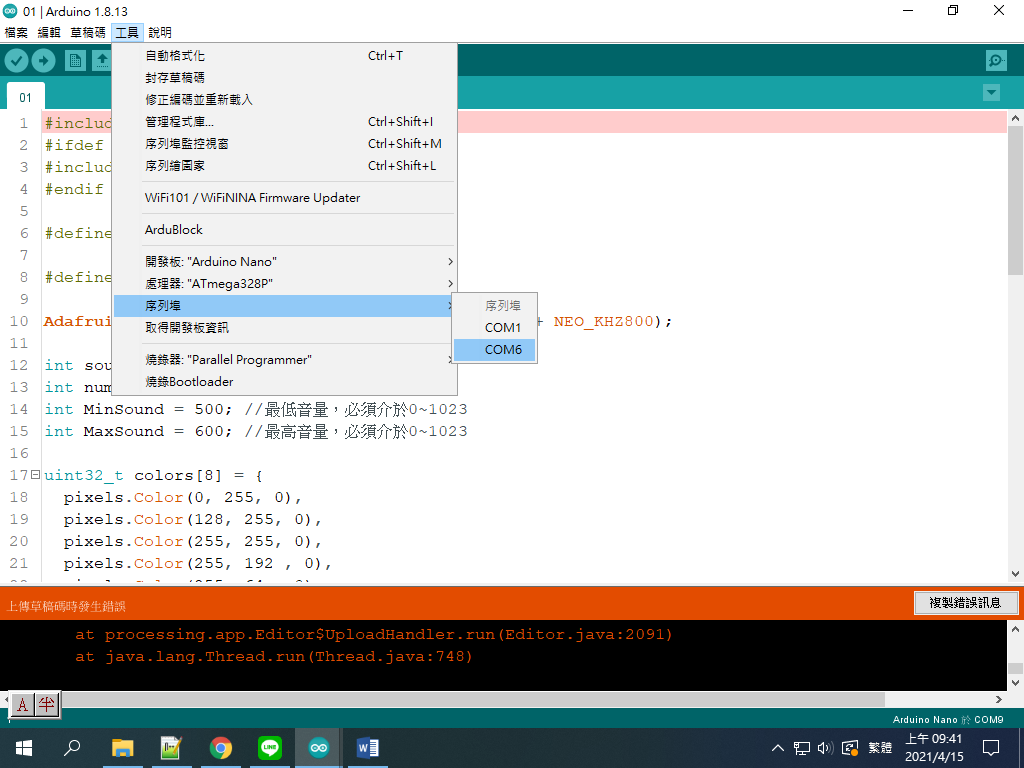 01 | Arduino 1.8.13
檔案 編輯 草稿碼 工具 說明
自動格式化 Ctrl+T
封存草稿碼
修正編碼並重新載入
管理程式庫... Ctrl+Shift+I
序列埠監控視窗 Ctrl+Shift+M
序列繪圖家 Ctrl+Shift+L
WiFi101 / WiFiNINA Firmware Updater
ArduBlock
開發板: "Arduino Nano"
處理器: "ATmega328P"
序列埠
取得開發板資訊
燒錄器: "Parallel Programmer"
燒錄Bootloader
序列埠
COM1
COM6
01
1 #includ
2 #ifdef
3 #includ
4 #endif
5
6 #define
7
8 #define
9
10 Adafrui + NEO_KHZ800);
11
12 int sou
13 int num
14 int MinSound = 500; //最低音量，必須介於0~1023
15 int MaxSound = 600; //最高音量，必須介於0~1023
16
17 uint32_t colors[8] = {
18 pixels.Color(0, 255, 0),
19 pixels.Color(128, 255, 0),
20 pixels.Color(255, 255, 0),
21 pixels.Color(255, 192 , 0),
上傳草稿碼時發生錯誤
複製錯誤訊息
at processing.app.Editor$UploadHandler.run(Editor.java:2091)
at java.lang.Thread.run(Thread.java:748)
A 半
Arduino Nano 於 COM9
LINE
繁體
上午 09:41
2021/4/15